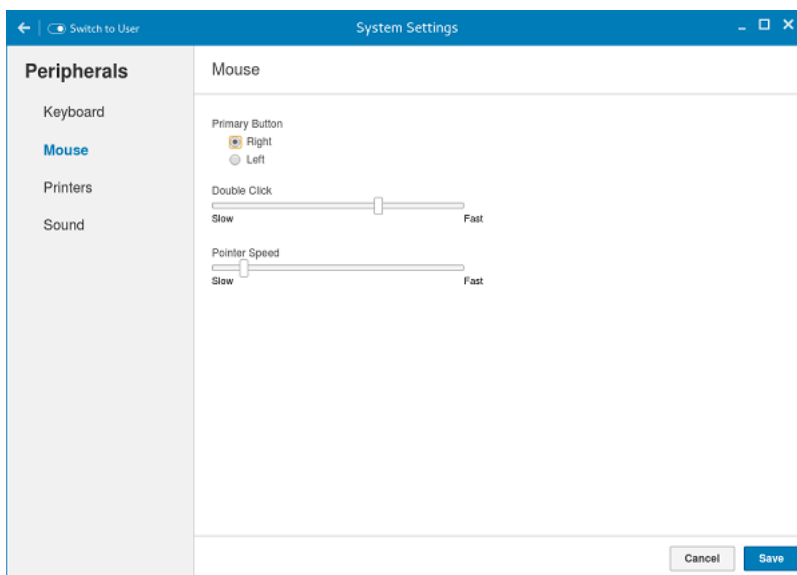 Switch to User
System Settings
Peripherals
Keyboard
Mouse
Printers
Sound
Mouse
Primary Button
Right
Left
Double Click
Slow Fast
Pointer Speed
Slow Fast
Cancel Save